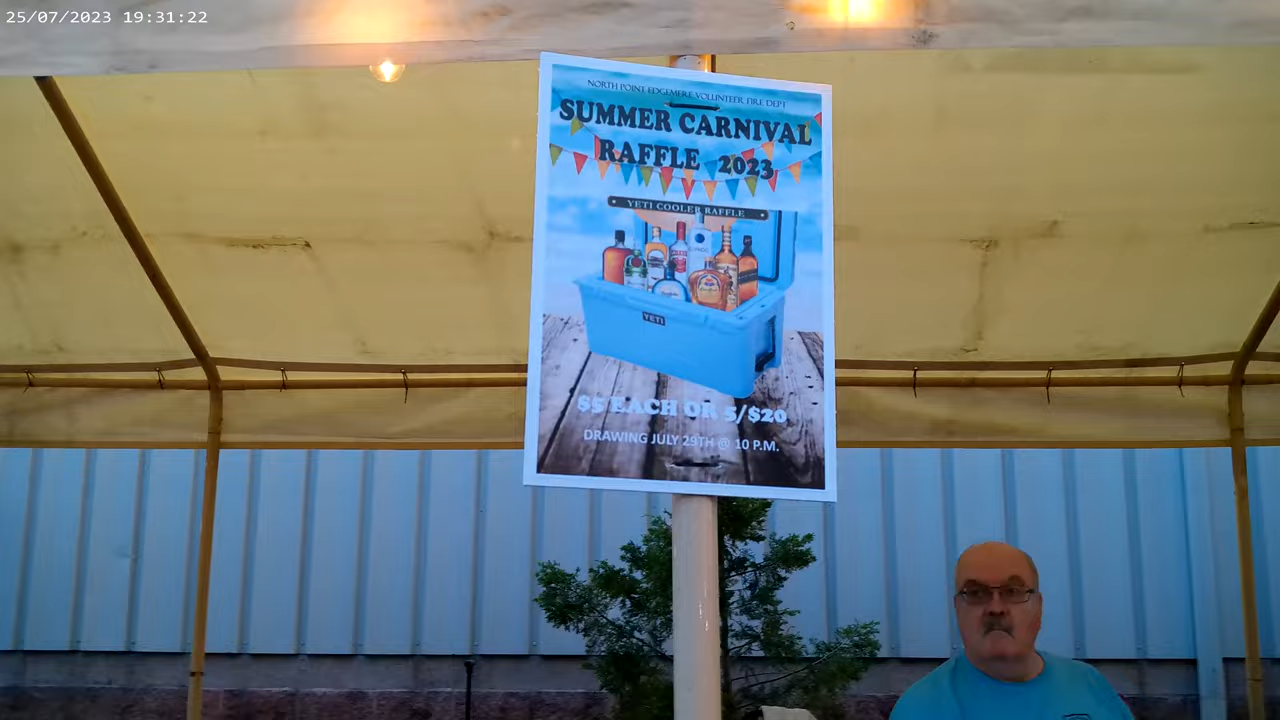 25/07/2023 19:31:22
NORTH POINT EDGEMERE VOLUNTEER FIRE DEPT
SUMMER CARNIVAL
RAFFLE 2023
YETI COOLER RAFFLE
YETI
$5 EACH OR 5/$20
DRAWING JULY 29TH @ 10 P.M.